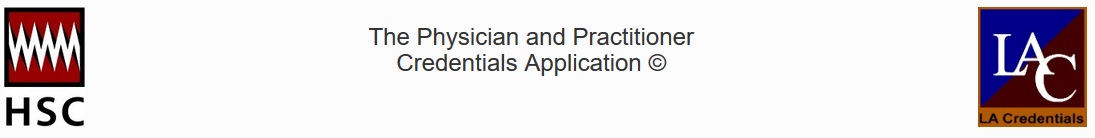 The Physician and Practitioner
Credentials Application ©
HSC
LAC
LA Credentials